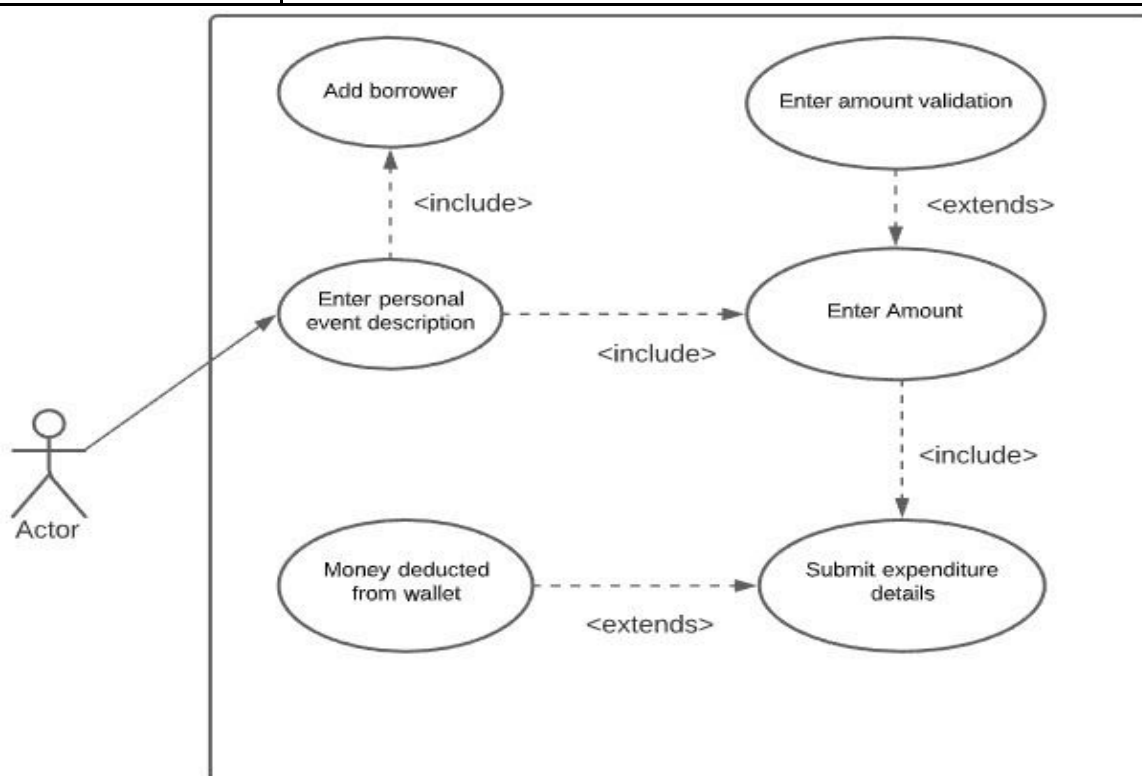 Add borrower
Enter amount validation
<include>
<extends>
Enter personal
event description
Enter Amount
<include>
<include>
Actor
Money deducted
from wallet
Submit expenditure
details
<extends>